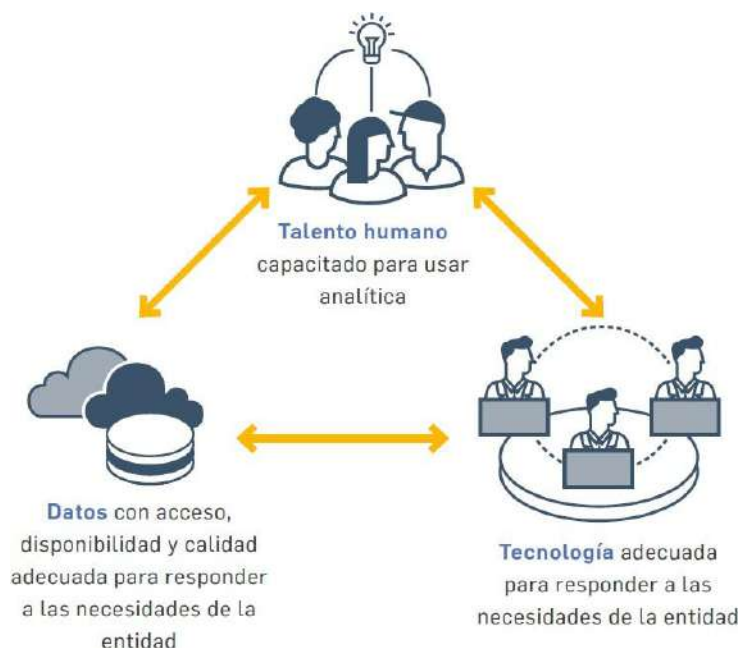 Talento humano
capacitado para usar
analítica
Datos con acceso,
disponibilidad y calidad
adecuada para responder
a las necesidades de la
entidad
Tecnología adecuada
para responder a las
necesidades de la entidad